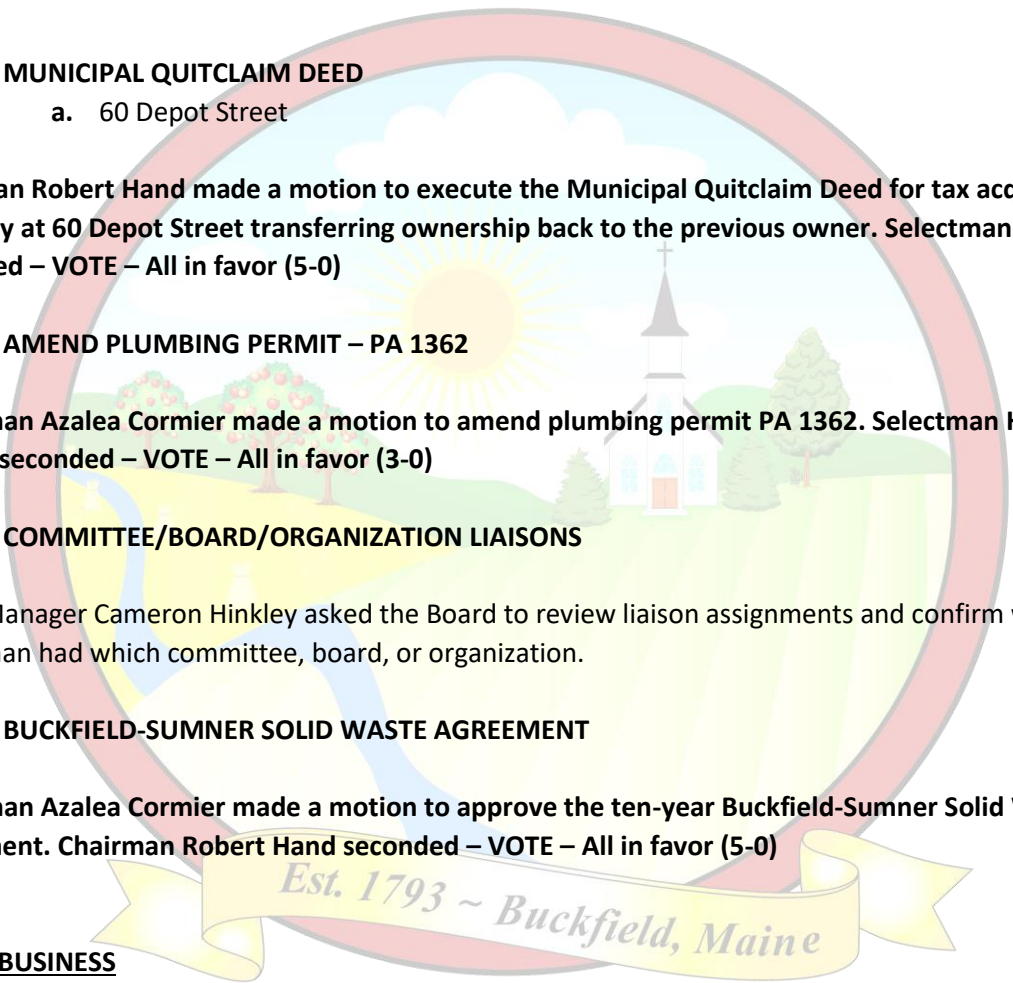 MUNICIPAL QUITCLAIM DEED
a. 60 Depot Street
an Robert Hand made a motion to execute the Municipal Quitclaim Deed for tax acq
y at 60 Depot Street transferring ownership back to the previous owner. Selectman
ed – VOTE – All in favor (5-0)
AMEND PLUMBING PERMIT – PA 1362
nan Azalea Cormier made a motion to amend plumbing permit PA 1362. Selectman H
seconded – VOTE – All in favor (3-0)
COMMITTEE/BOARD/ORGANIZATION LIAISONS
Manager Cameron Hinkley asked the Board to review liaison assignments and confirm
nan had which committee, board, or organization.
BUCKFIELD-SUMNER SOLID WASTE AGREEMENT
nan Azalea Cormier made a motion to approve the ten-year Buckfield-Sumner Solid
nent. Chairman Robert Hand seconded – VOTE – All in favor (5-0)
Est. 1793 ~ Buckfield, Maine
BUSINESS